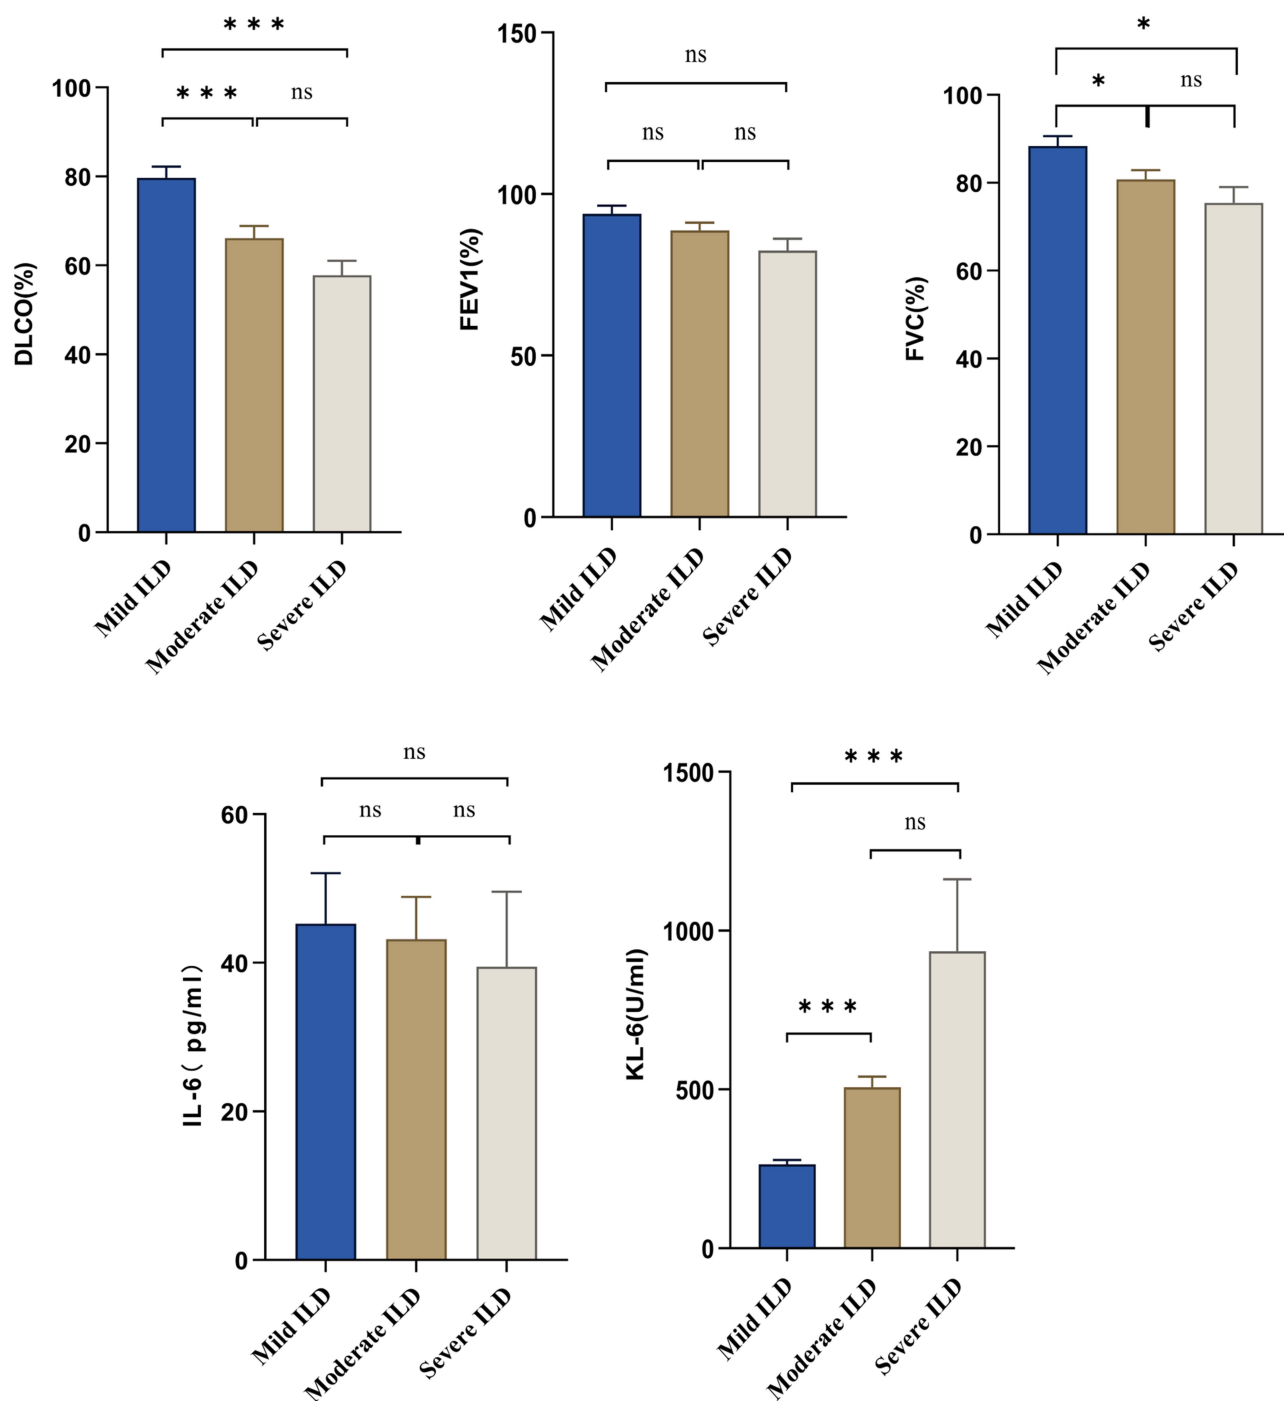 * * *
* * *
ns
100
80
60
40
20
0
DLCO(%)
Mild ILD
Moderate ILD
Severe ILD
ns
ns
ns
150
100
50
0
FEV1(%)
Mild ILD
Moderate ILD
Severe ILD
*
*
ns
100
80
60
40
20
0
FVC(%)
Mild ILD
Moderate ILD
Severe ILD
ns
ns
ns
60
40
20
0
IL-6( pg/ml)
Mild ILD
Moderate ILD
Severe ILD
* * *
ns
* * *
1500
1000
500
0
KL-6(U/ml)
Mild ILD
Moderate ILD
Severe ILD